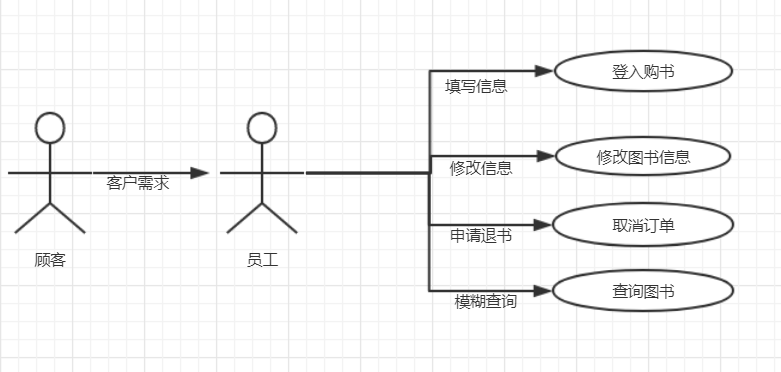 登入购书
填写信息
修改图书信息
修改信息
客户需求
取消订单
申请退书
顾客
员工
查询图书
模糊查询